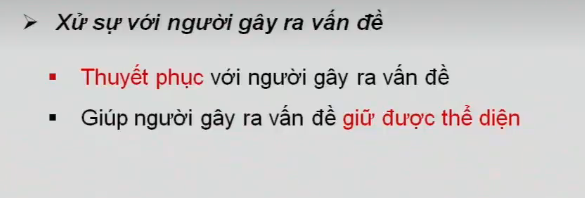 Xử sự với người gây ra vấn đề
Thuyết phục với người gây ra vấn đề
Giúp người gây ra vấn đề giữ được thể diện